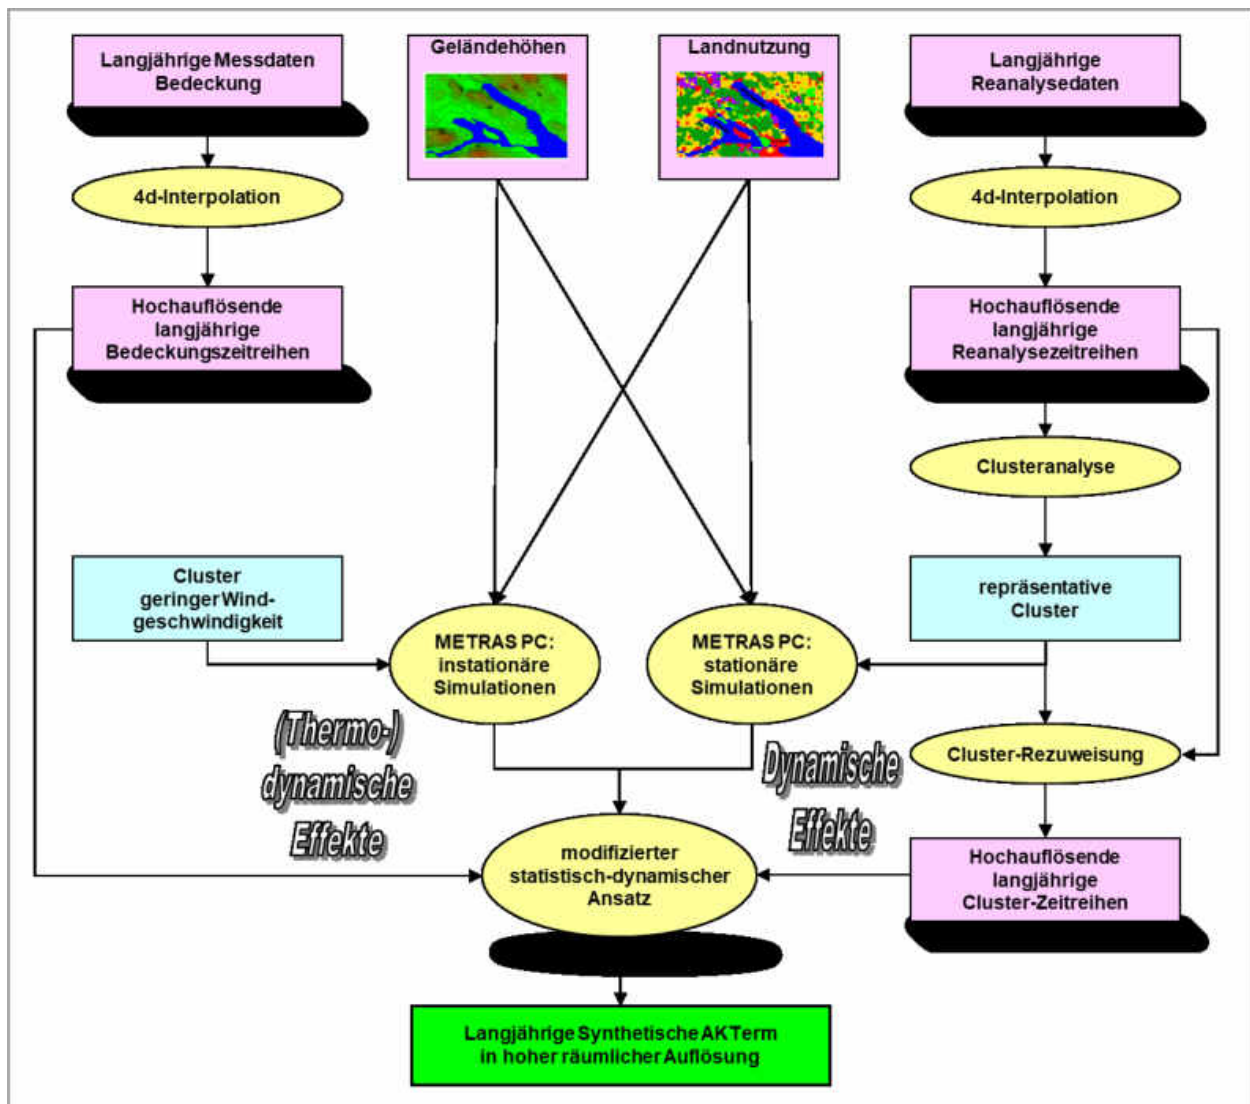 Langjährige Messdaten
Bedeckung
Geländehöhen
Landnutzung
Langjährige
Reanalysedaten
4d-Interpolation
4d-Interpolation
Hochauflösende
langjährige
Bedeckungszeitreihen
Hochauflösende
langjährige
Reanalysezeitreihen
Clusteranalyse
Cluster
geringer Wind-
geschwindigkeit
repräsentative
Cluster
METRAS PC:
instationäre
Simulationen
METRAS PC:
stationäre
Simulationen
(Thermo-)
dynamische
Effekte
Dynamische
Effekte
Cluster-Rezuweisung
modifizierter
statistisch-dynamischer
Ansatz
Hochauflösende
langjährige
Cluster-Zeitreihen
Langjährige Synthetische AKTerm
in hoher räumlicher Auflösung